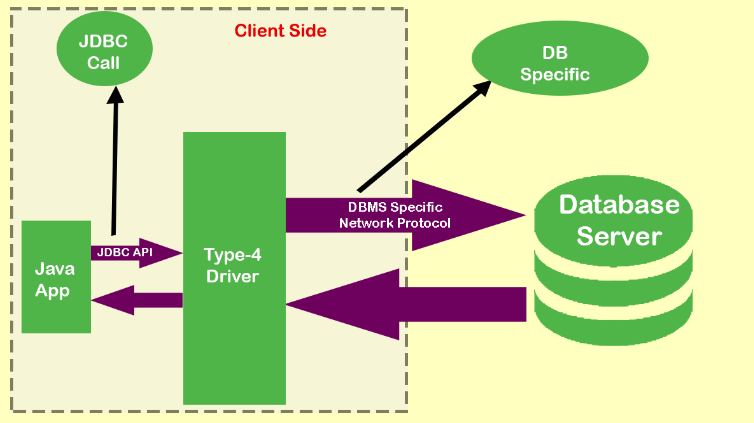 JDBC
Call
Client Side
DB
Specific
DBMS Specific
Network Protocol
Database
Server
JDBC API
Java
App
Type-4
Driver